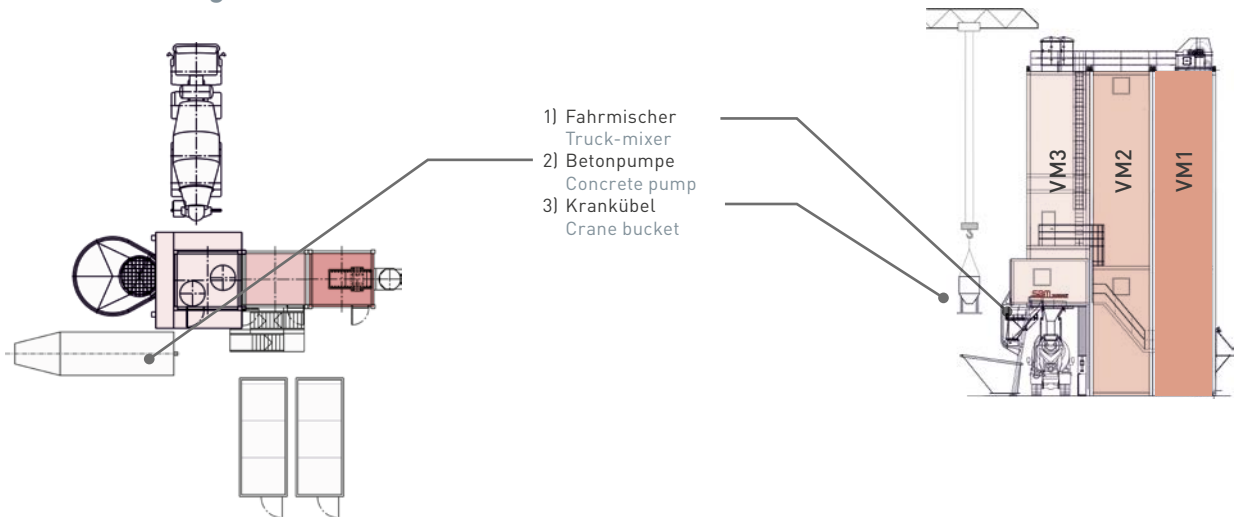 1) Fahrmischer
Truck-mixer
2) Betonpumpe
Concrete pump
3) Krankübel
Crane bucket
VM3
VM2
VM1